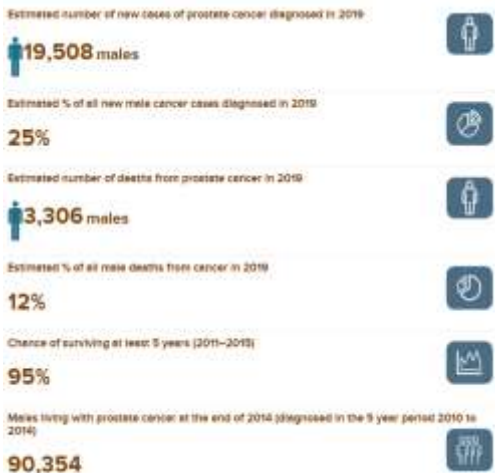 Estimated number of new cases of prostate cancer diagnosed in 2019
19,508 males
Estimated % of all new male cancer cases diagnosed in 2019
25%
Estimated number of deaths from prostate cancer in 2019
3,306 males
Estimated % of all male deaths from cancer in 2019
12%
Chance of surviving at least 5 years (2011–2015)
95%
Males living with prostate cancer at the end of 2014 (diagnosed in the 5 year period 2010 to
2014)
90,354